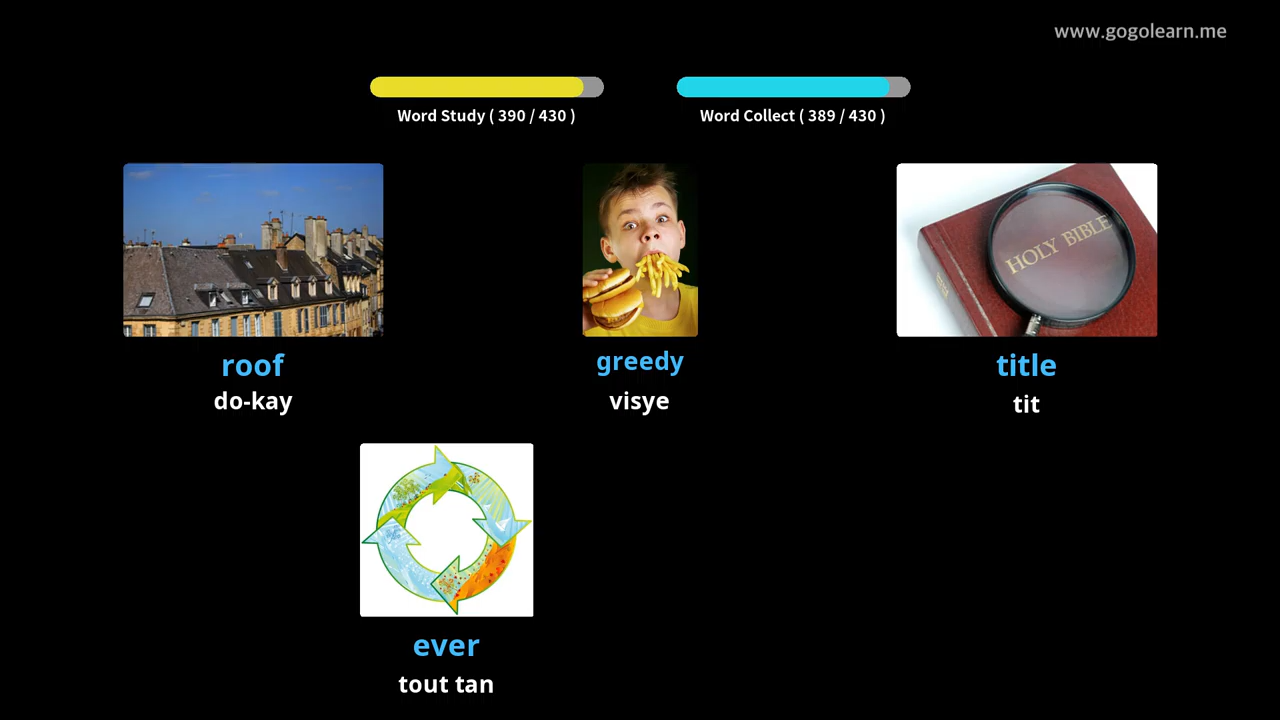 www.gogolearn.me
Word Study ( 390 / 430 )
Word Collect ( 389 / 430 )
HOLY BIBLE
roof
do-kay
greedy
visye
title
tit
ever
tout tan